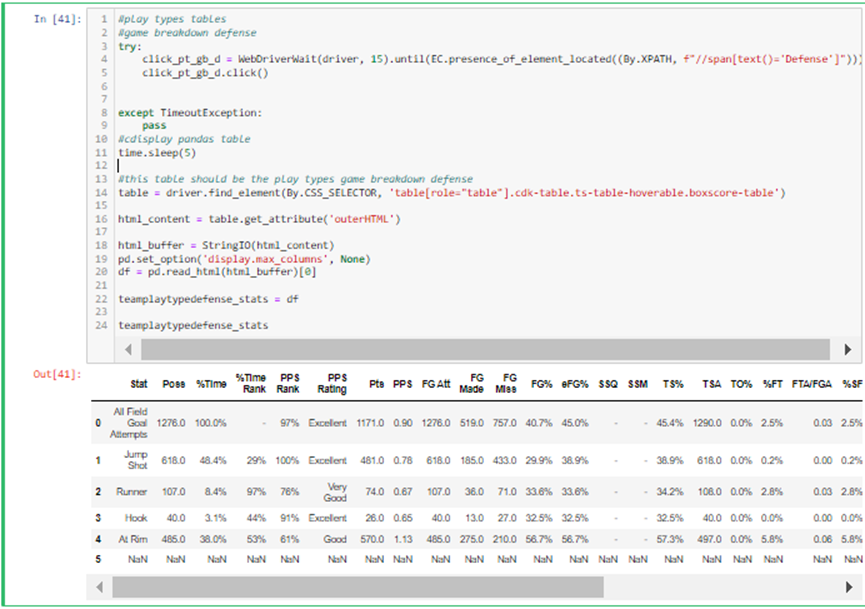 In [41]:
1 #play types tables
2 #game breakdown defense
3 try:
4 click_pt_gb_d = WebDriverWait(driver, 15).until(EC.presence_of_element_located((By.XPATH, f"//span[text()='Defense']")))
5 click_pt_gb_d.click()
6
7
8 except TimeoutException:
9 pass
10 #cdisplay pandas table
11 time.sleep(5)
12
13 #this table should be the play types game breakdown defense
14 table = driver.find_element(By.CSS_SELECTOR, 'table[role="table"].cdk-table.ts-table-hoverable.boxscore-table')
15
16 html_content = table.get_attribute('outerHTML')
17
18 html_buffer = StringIO(html_content)
19 pd.set_option('display.max_columns', None)
20 df = pd.read_html(html_buffer)[0]
21
22 teamplaytypedefense_stats = df
23
24 teamplaytypedefense_stats
Out[41]:
Stat Poss %Time %Time Rank PPS Rank PPS Rating Pts PPS FG Att FG Made FG Miss FG% eFG% SSQ SSM TS% TSA TO% %FT FTA/FGA %SF
0 All Field Goal Attempts 1276.0 100.0% - 97% Excellent 1171.0 0.90 1276.0 519.0 757.0 40.7% 45.0% - - 45.4% 1290.0 0.0% 2.5% 0.03 2.5%
1 Jump Shot 618.0 48.4% 29% 100% Excellent 481.0 0.78 618.0 185.0 433.0 29.9% 38.9% - - 38.9% 618.0 0.0% 0.2% 0.00 0.2%
2 Runner 107.0 8.4% 97% 76% Very Good 74.0 0.67 107.0 36.0 71.0 33.6% 33.6% - - 34.2% 108.0 0.0% 2.8% 0.03 2.8%
3 Hook 40.0 3.1% 44% 91% Excellent 26.0 0.65 40.0 13.0 27.0 32.5% 32.5% - - 32.5% 40.0 0.0% 0.0% 0.00 0.0%
4 At Rim 485.0 38.0% 53% 61% Good 570.0 1.13 485.0 275.0 210.0 56.7% 56.7% - - 57.3% 497.0 0.0% 5.8% 0.06 5.8%
5 NaN NaN NaN NaN NaN NaN NaN NaN NaN NaN NaN NaN NaN NaN NaN NaN NaN NaN NaN NaN NaN